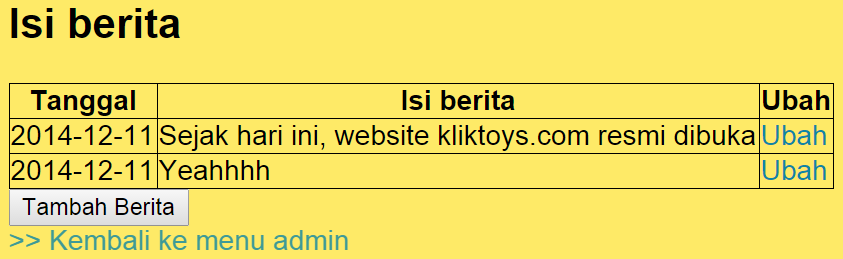 Isi berita
Tanggal Isi berita Ubah
2014-12-11 Sejak hari ini, website kliktoys.com resmi dibuka Ubah
2014-12-11 Yeahhhh Ubah
Tambah Berita
>> Kembali ke menu admin